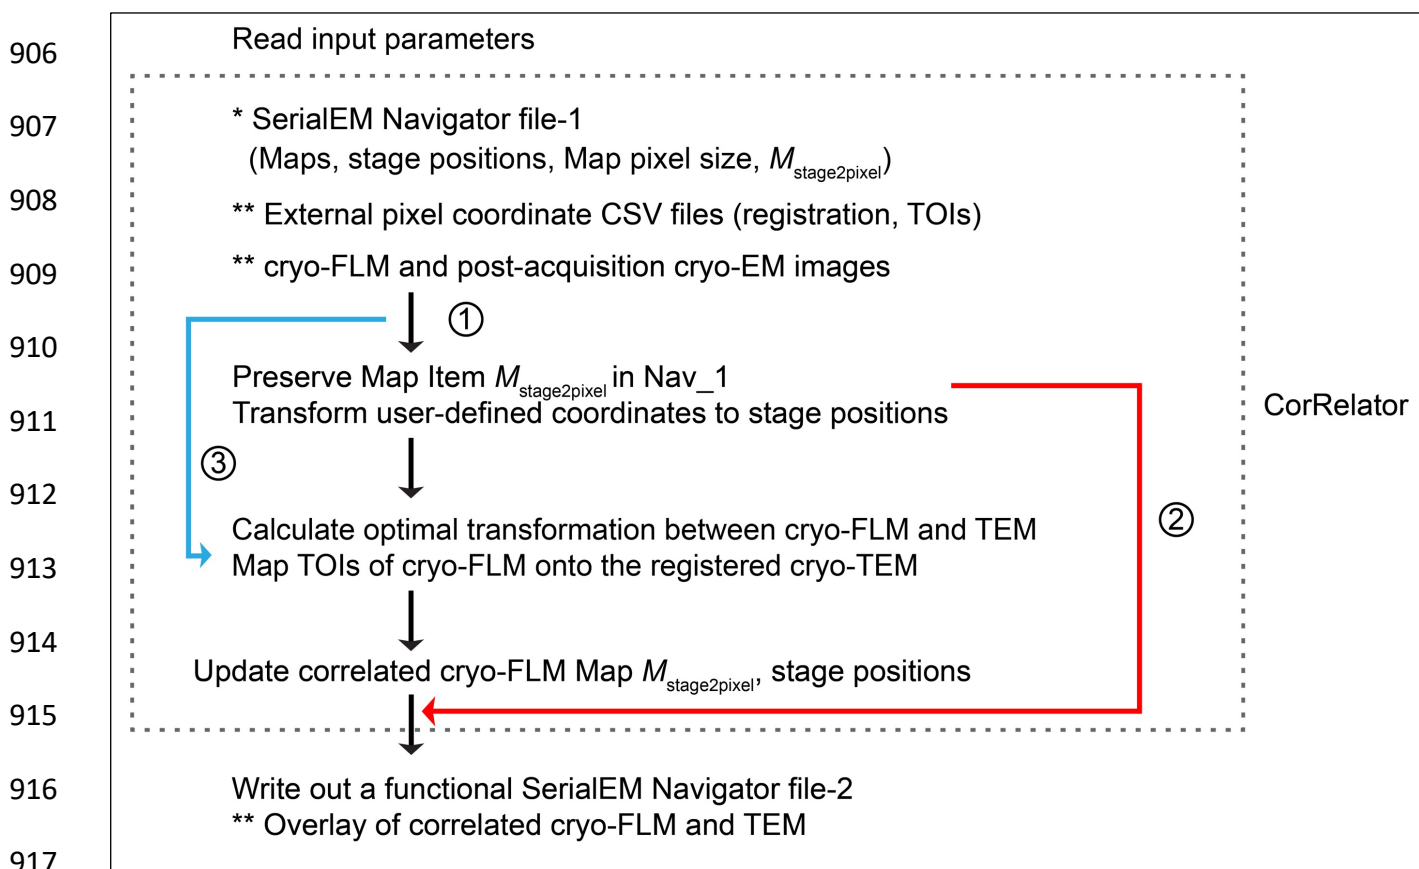 906
Read input parameters
907
* SerialEM Navigator file-1
(Maps, stage positions, Map pixel size, Mstage2pixel)
908
** External pixel coordinate CSV files (registration, TOIs)
909
** cryo-FLM and post-acquisition cryo-EM images
①
910
Preserve Map Item Mstage2pixel in Nav_1
911
Transform user-defined coordinates to stage positions
CorRelator
③
912
②
Calculate optimal transformation between cryo-FLM and TEM
913
Map TOIs of cryo-FLM onto the registered cryo-TEM
914
Update correlated cryo-FLM Map Mstage2pixel, stage positions
915
916
Write out a functional SerialEM Navigator file-2
** Overlay of correlated cryo-FLM and TEM
917